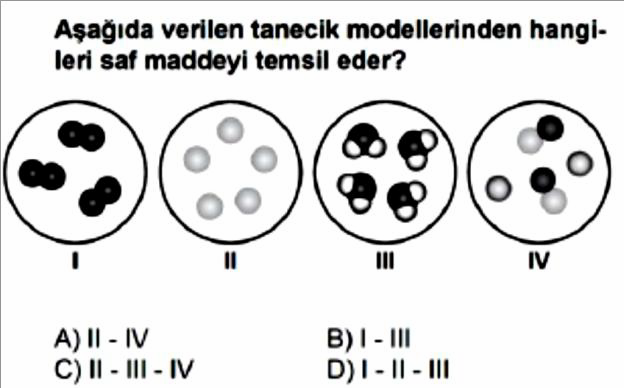 Aşağıda verilen tanecik modellerinden hangi-
leri saf maddeyi temsil eder?
I II III IV
A) II - IV B) I - III
C) II - III - IV D) I - II - III